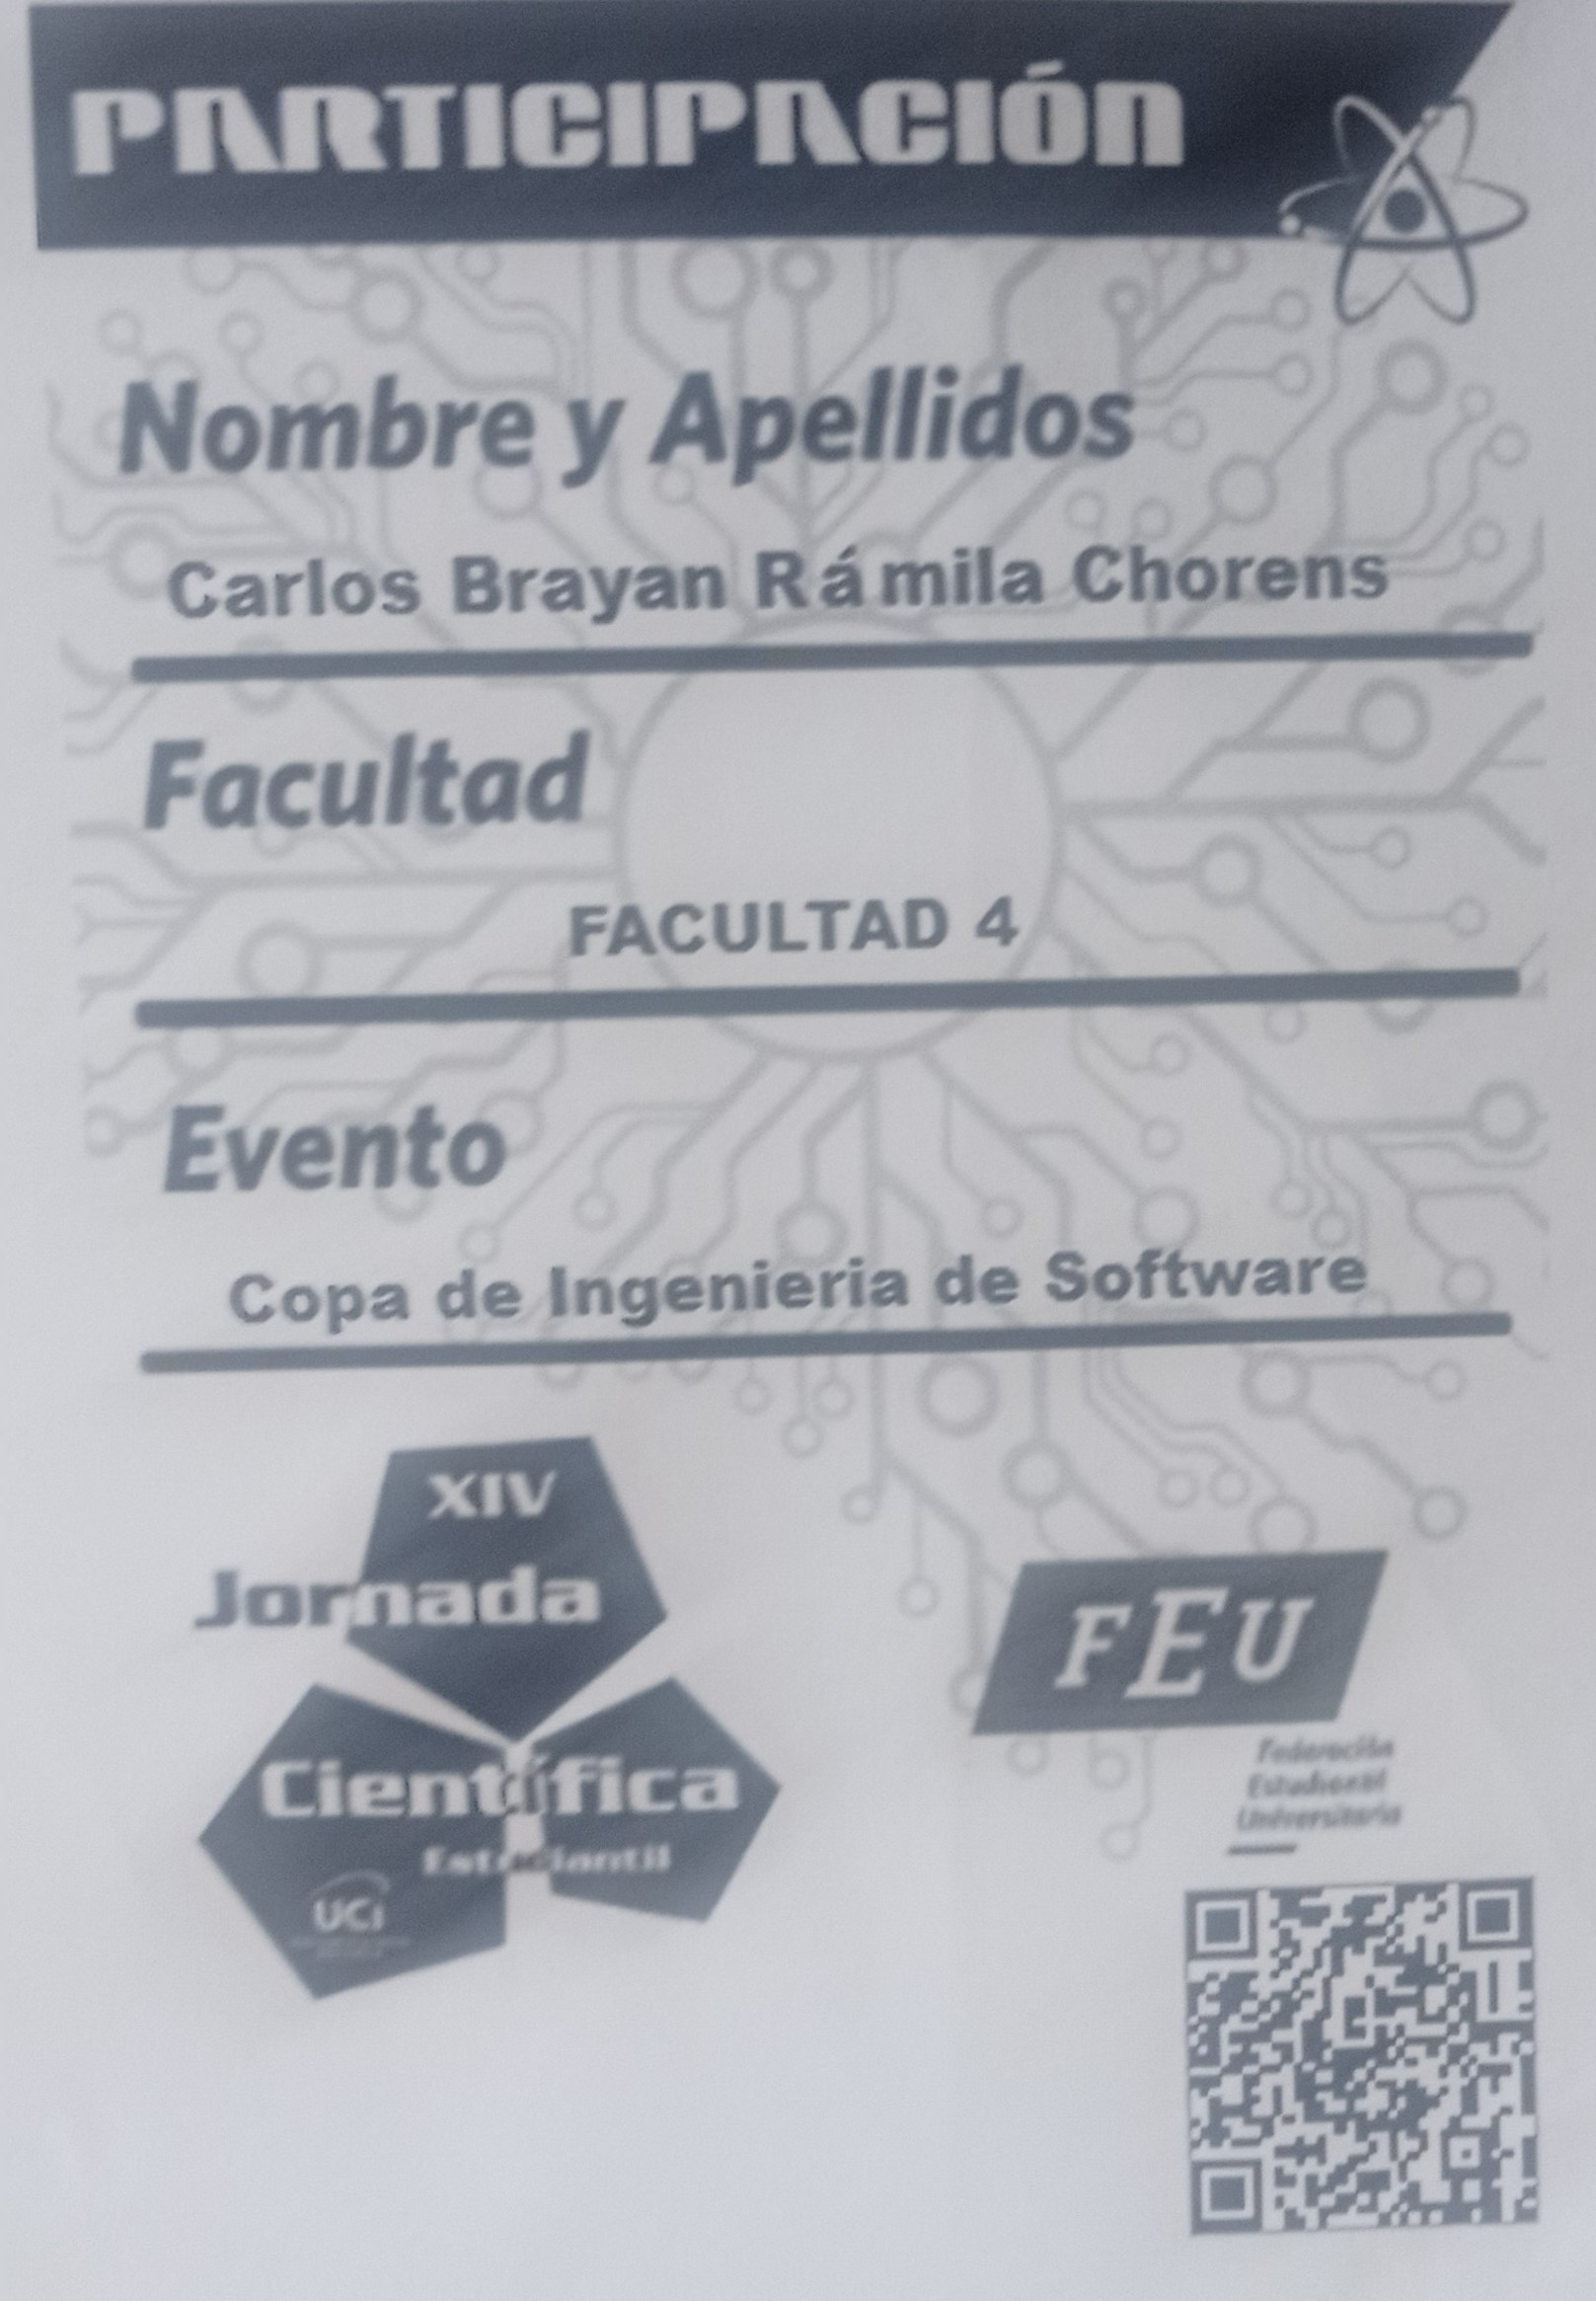 PARTICIPACIÓN
Nombre y Apellidos
Carlos Brayan Rámila Chorens
Facultad
FACULTAD 4
Evento
Copa de Ingenieria de Software
XIV
Jornada
Científica
Estudiantil
UCi
FEU
Federación
Estudiantil
Universitaria